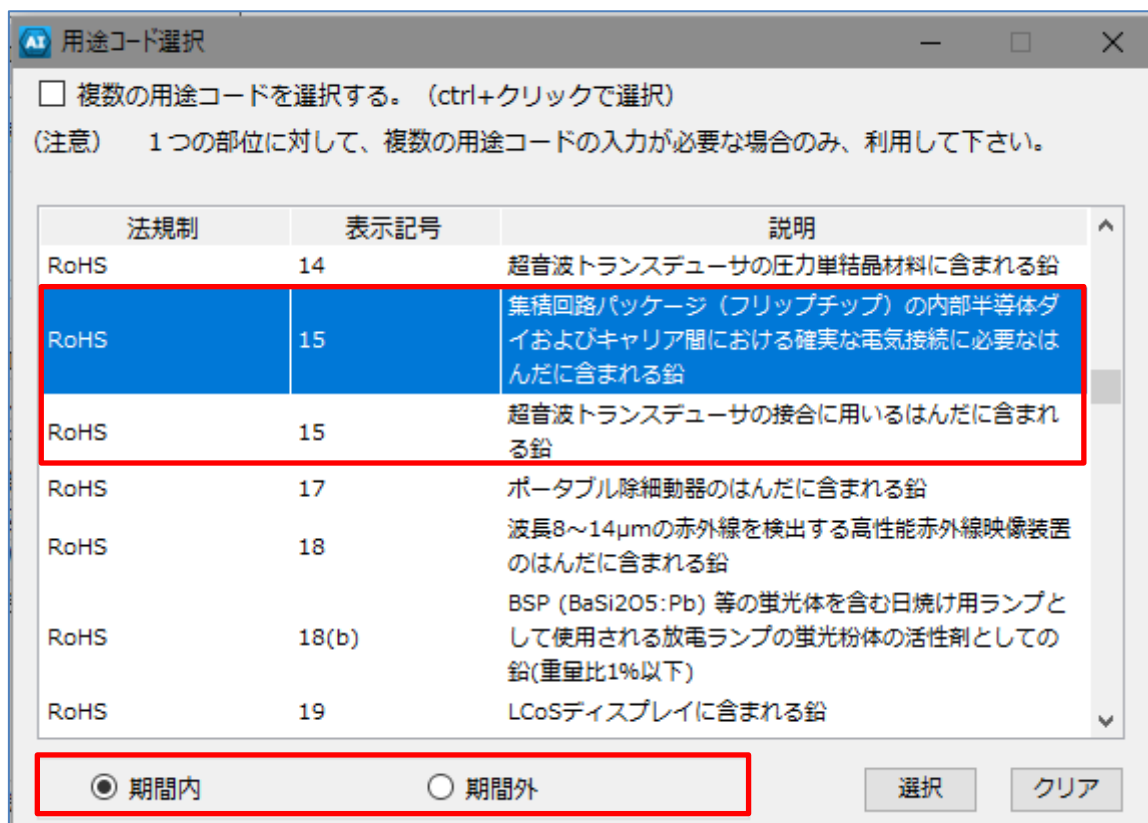 AI 用途コード選択
複数の用途コードを選択する。（ctrl+クリックで選択）
（注意）　１つの部位に対して、複数の用途コードの入力が必要な場合のみ、利用して下さい。
法規制 表示記号 説明
RoHS 14 超音波トランスデューサの圧力単結晶材料に含まれる鉛
RoHS 15 集積回路パッケージ（フリップチップ）の内部半導体ダ
イおよびキャリア間における確実な電気接続に必要なは
んだに含まれる鉛
RoHS 15 超音波トランスデューサの接合に用いるはんだに含まれ
る鉛
RoHS 17 ポータブル除細動器のはんだに含まれる鉛
RoHS 18 波長8～14μmの赤外線を検出する高性能赤外線映像装置
のはんだに含まれる鉛
RoHS 18(b) BSP (BaSi2O5:Pb) 等の蛍光体を含む日焼け用ランプと
して使用される放電ランプの蛍光粉体の活性剤としての
鉛(重量比1%以下)
RoHS 19 LCoSディスプレイに含まれる鉛
期間内 期間外 選択 クリア